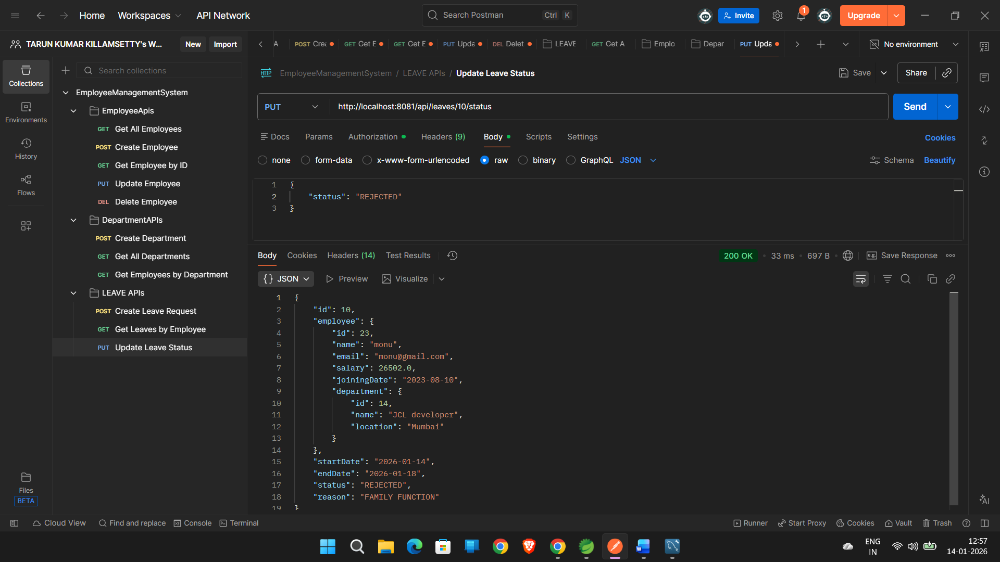 Home Workspaces API Network Search Postman Ctrl K Invite 1 Upgrade
TARUN KUMAR KILLAMSETTY's W... New Import A POST Crea GET Get E GET Get E PUT Upda DEL Delet LEAVE GET Get A Emplo Depar PUT Upda No environment
Collections
Environments
History
Flows
Files
BETA
Search collections
EmployeeManagementSystem
EmployeeApis
GET Get All Employees
POST Create Employee
GET Get Employee by ID
PUT Update Employee
DEL Delete Employee
DepartmentAPIs
POST Create Department
GET Get All Departments
GET Get Employees by Department
LEAVE APIs
POST Create Leave Request
GET Get Leaves by Employee
PUT Update Leave Status
HTTP EmployeeManagementSystem / LEAVE APIs / Update Leave Status Save Share
PUT http://localhost:8081/api/leaves/10/status Send
Docs Params Authorization Headers (9) Body Scripts Settings Cookies
none form-data x-www-form-urlencoded raw binary GraphQL JSON Schema Beautify
1 {
2 "status": "REJECTED"
3 }
Body Cookies Headers (14) Test Results 200 OK 33 ms 697 B e.g. Save Response
{} JSON Preview Visualize
1 {
2 "id": 10,
3 "employee": {
4 "id": 23,
5 "name": "monu",
6 "email": "monu@gmail.com",
7 "salary": 26502.0,
8 "joiningDate": "2023-08-10",
9 "department": {
10 "id": 14,
11 "name": "JCL developer",
12 "location": "Mumbai"
13 }
14 },
15 "startDate": "2026-01-14",
16 "endDate": "2026-01-18",
17 "status": "REJECTED",
18 "reason": "FAMILY FUNCTION"
19 }
AI
Cloud View Find and replace Console Terminal Runner Start Proxy Cookies Vault Trash
W
ENG
IN
12:57
14-01-2026